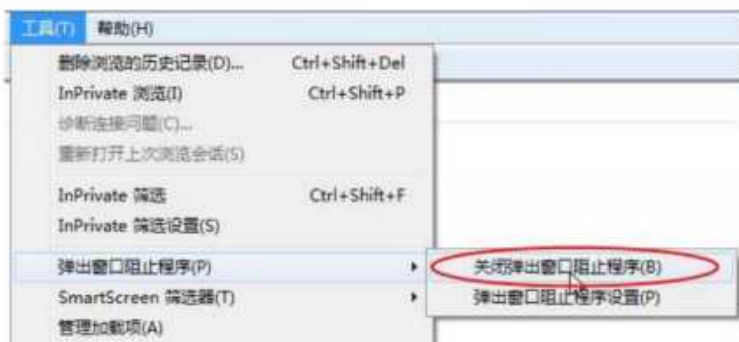 工具(T) 帮助(H)
删除浏览的历史记录(D)... Ctrl+Shift+Del
InPrivate 浏览(I) Ctrl+Shift+P
诊断连接问题(C)...
重新打开上次浏览会话(S)
InPrivate 筛选 Ctrl+Shift+F
InPrivate 筛选设置(S)
弹出窗口阻止程序(P) 关闭弹出窗口阻止程序(B)
SmartScreen 筛选器(T) 弹出窗口阻止程序设置(P)
管理加载项(A)